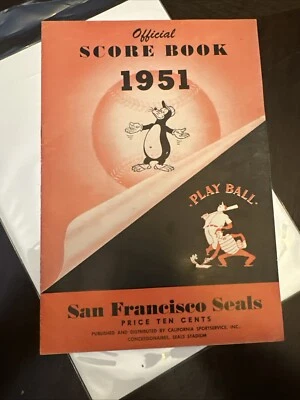 Official
SCORE BOOK
1951
-PLAY BALL-
San Francisco Seals
PRICE TEN CENTS
PUBLISHED AND DISTRIBUTED BY CALIFORNIA SPORTSERVICE, INC.
CONCESSIONAIRES, SEALS STADIUM